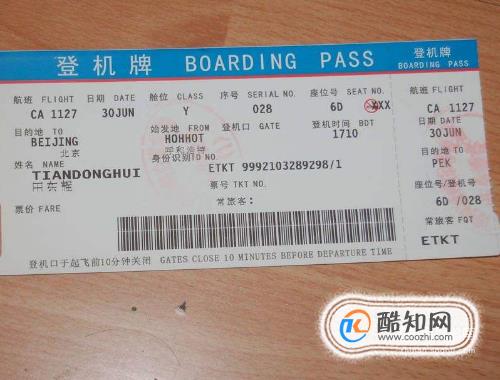 登机牌 BOARDING PASS 登机牌
BOARDING PASS
航班 FLIGHT 日期 DATE 舱位 CLASS 序号 SERIAL NO. 座位号 SEAT NO. 航班 FLIGHT
CA 1127 30JUN Y 028 6D XXX CA 1127
日期 DATE
30JUN
目的地 TO 始发地 FROM 登机口 GATE 登机时间 BDT 目的地 TO
BEIJING HOHHOT 1710 PEK
北京 呼和浩特
姓名 NAME 身份识别ID NO. ETKT 9992103289298/1
TIANDONGHUI 座位号/登机号
田东辉 票号 TKT NO. 6D /028
票价 FARE 常旅客: 常旅客 FQT
ETKT
登机口于起飞前10分钟关闭 GATES CLOSE 10 MINUTES BEFORE DEPARTURE TIME
酷知网
www.coozhi.com